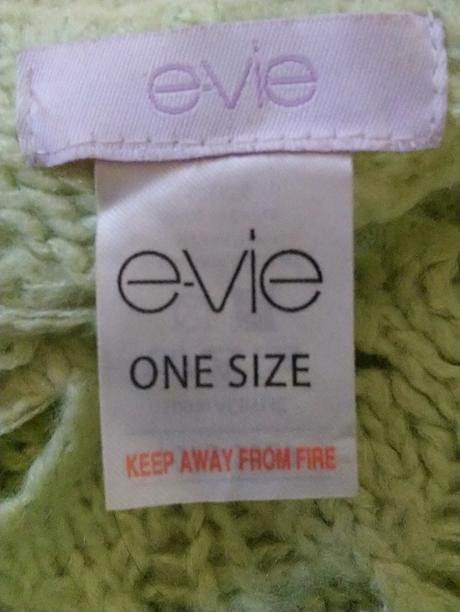 e-vie
e-vie
ONE SIZE
KEEP AWAY FROM FIRE